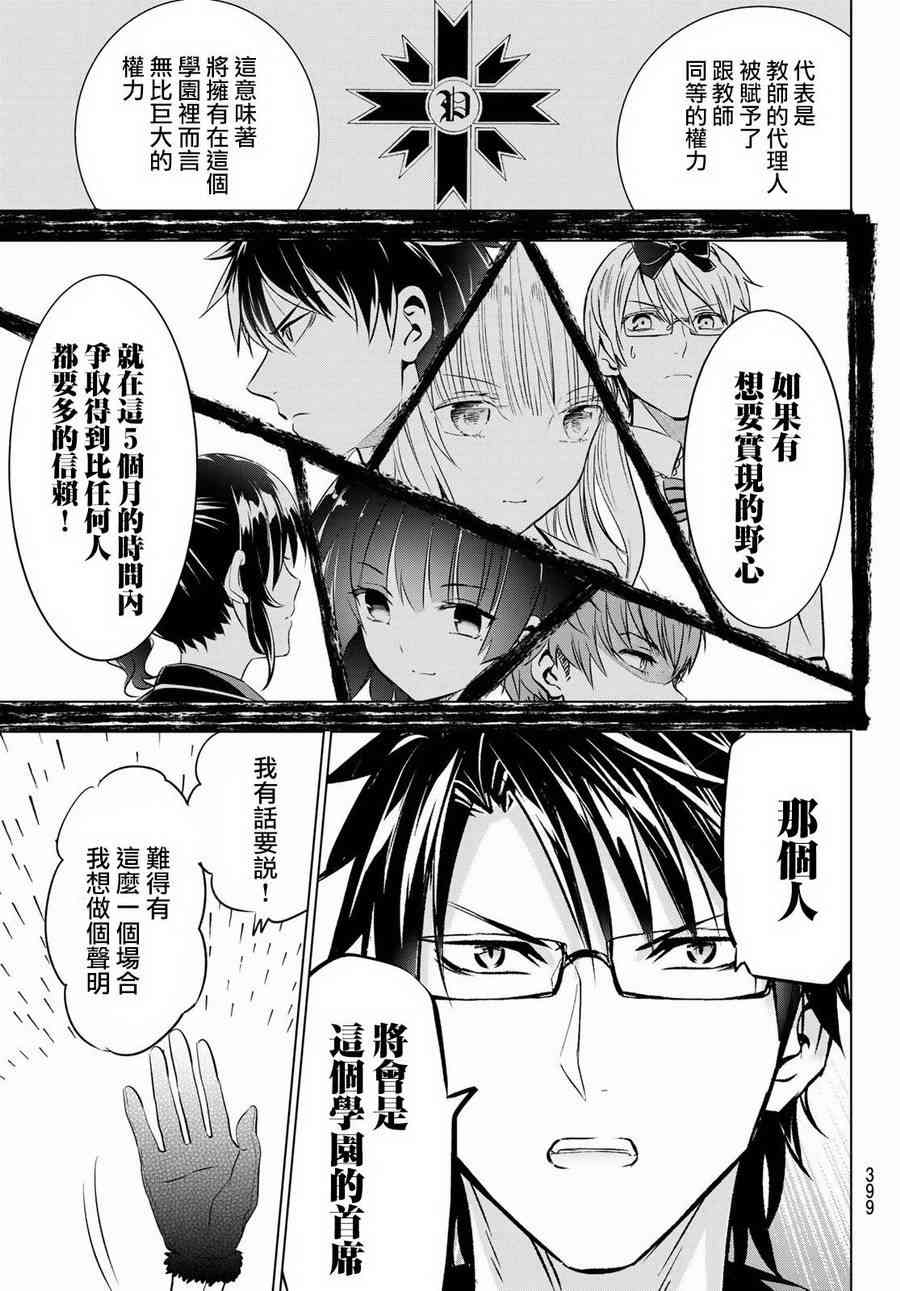 代表是
教師的代理人
被賦予了
跟教師
同等的權力
P
這意味著
將擁有在這個
學園裡而言
無比巨大的
權力
如果有
想要實現的野心
就在這5個月的時間內
爭取得到比任何人
都要多的信賴！
那個人
將會是
這個學園的首席
我有話要說！
難得有
這麼一個場合
我想做個聲明
399